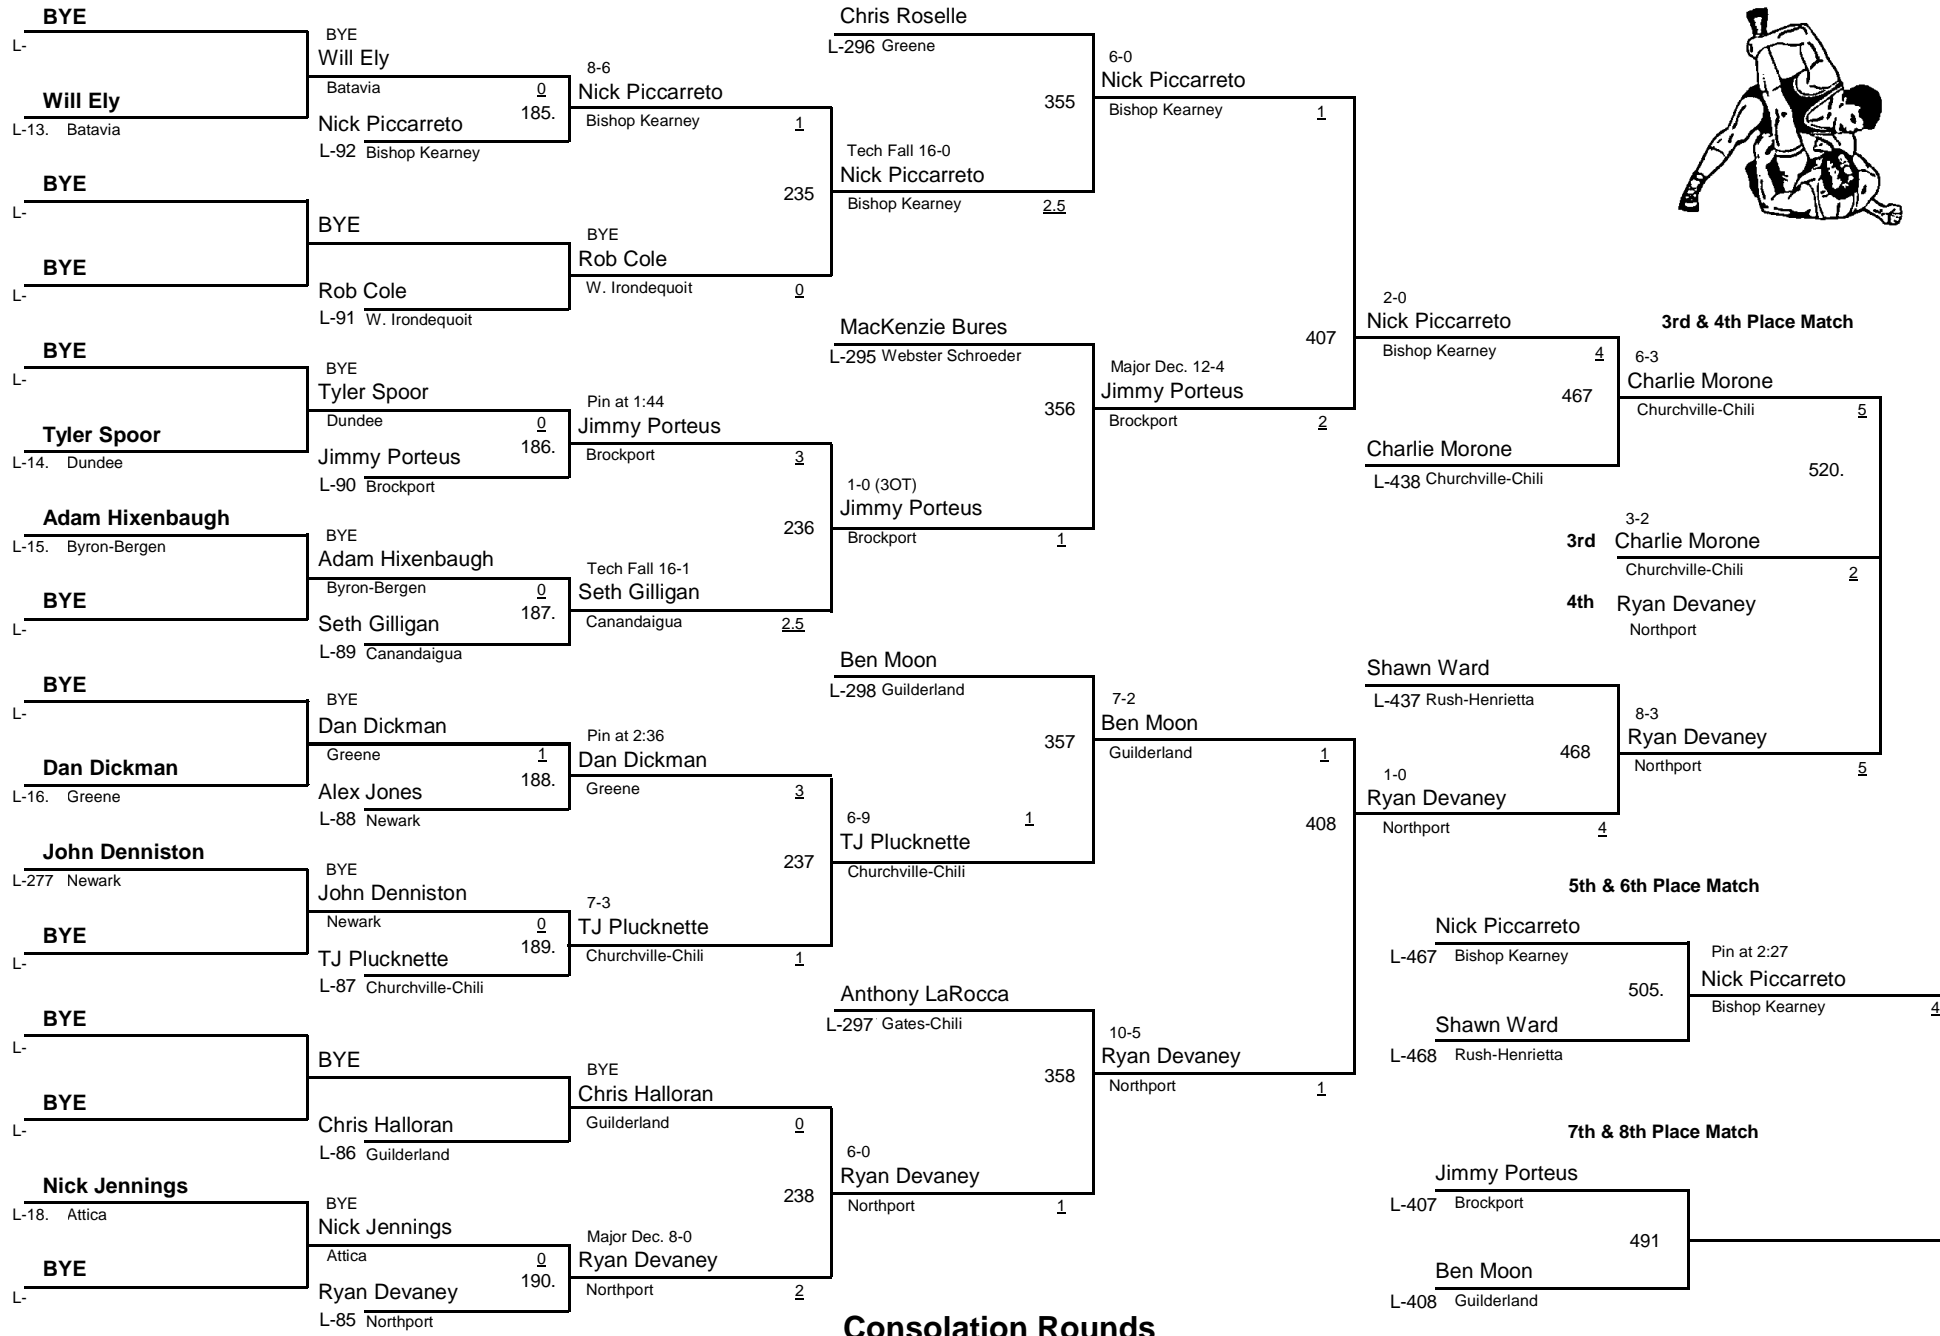 BYE
L-
Will Ely
L-13. Batavia
BYE
L-
BYE
L-
BYE
L-
Tyler Spoor
L-14. Dundee
Adam Hixenbaugh
L-15. Byron-Bergen
BYE
L-
BYE
L-
Dan Dickman
L-16. Greene
John Denniston
L-277 Newark
BYE
L-
BYE
L-
BYE
L-
Nick Jennings
L-18. Attica
BYE
L-
BYE
Will Ely
Batavia 0
185.
Nick Piccarreto
L-92 Bishop Kearney
BYE
Rob Cole
L-91 W. Irondequoit
BYE
Tyler Spoor
Dundee 0
186.
Jimmy Porteus
L-90 Brockport
BYE
Adam Hixenbaugh
Byron-Bergen 0
187.
Seth Gilligan
L-89 Canandaigua
BYE
Dan Dickman
Greene 1
188.
Alex Jones
L-88 Newark
BYE
John Denniston
Newark 0
189.
TJ Plucknette
L-87 Churchville-Chili
BYE
Chris Halloran
L-86 Guilderland
BYE
Nick Jennings
Attica 0
190.
Ryan Devaney
L-85 Northport
8-6
Nick Piccarreto
Bishop Kearney 1
235
BYE
Rob Cole
W. Irondequoit 0
Pin at 1:44
Jimmy Porteus
Brockport 3
236
Tech Fall 16-1
Seth Gilligan
Canandaigua 2.5
Pin at 2:36
Dan Dickman
Greene 3
237
7-3
TJ Plucknette
Churchville-Chili 1
BYE
Chris Halloran
Guilderland 0
238
Major Dec. 8-0
Ryan Devaney
Northport 2
Chris Roselle
L-296 Greene
355
Tech Fall 16-0
Nick Piccarreto
Bishop Kearney 2.5
MacKenzie Bures
L-295 Webster Schroeder
356
1-0 (3OT)
Jimmy Porteus
Brockport 1
Ben Moon
L-298 Guilderland
357
6-9 1
TJ Plucknette
Churchville-Chili
Anthony LaRocca
L-297 Gates-Chili
358
6-0
Ryan Devaney
Northport 1
6-0
Nick Piccarreto
Bishop Kearney 1
407
Major Dec. 12-4
Jimmy Porteus
Brockport 2
7-2
Ben Moon
Guilderland 1
408
10-5
Ryan Devaney
Northport 1
2-0
Nick Piccarreto
Bishop Kearney 4
467
Charlie Morone
L-438 Churchville-Chili
Shawn Ward
L-437 Rush-Henrietta
468
1-0
Ryan Devaney
Northport 4
3rd & 4th Place Match
6-3
Charlie Morone
Churchville-Chili 5
520.
3-2
3rd Charlie Morone
Churchville-Chili 2
4th Ryan Devaney
Northport
8-3
Ryan Devaney
Northport 5
5th & 6th Place Match
Nick Piccarreto
L-467 Bishop Kearney
505.
Shawn Ward
L-468 Rush-Henrietta
Pin at 2:27
Nick Piccarreto
Bishop Kearney 4
7th & 8th Place Match
Jimmy Porteus
L-407 Brockport
491
Ben Moon
L-408 Guilderland
Consolation Rounds